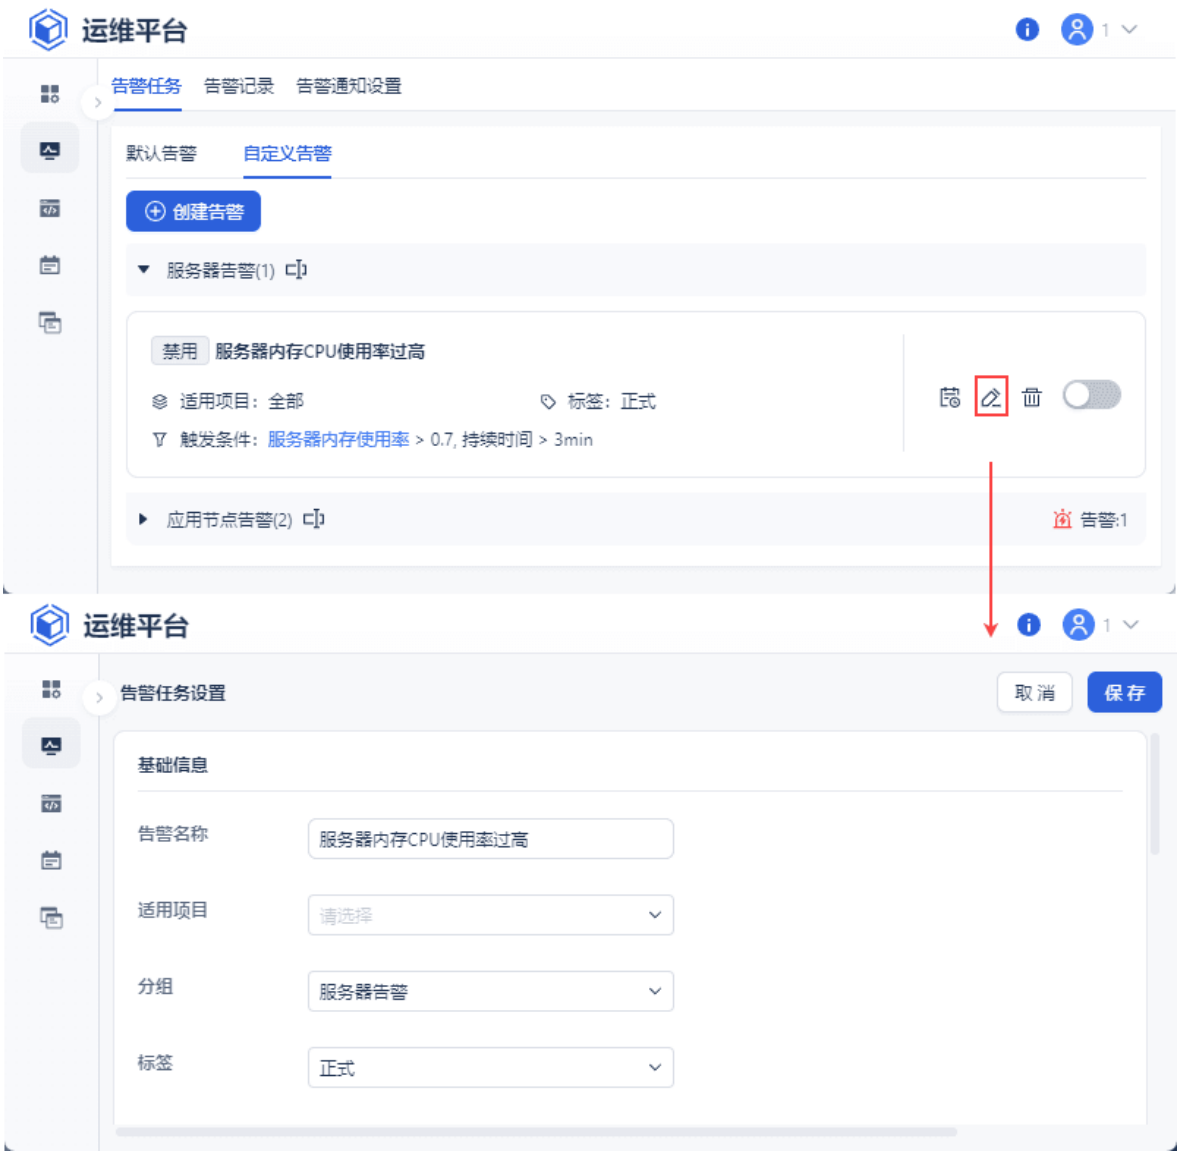 运维平台
1
告警任务 告警记录 告警通知设置
默认告警 自定义告警
创建告警
服务器告警(1)
禁用 服务器内存CPU使用率过高
适用项目：全部 标签：正式
触发条件：服务器内存使用率 > 0.7, 持续时间 > 3min
应用节点告警(2) 告警:1
运维平台
1
告警任务设置 取消 保存
基础信息
告警名称 服务器内存CPU使用率过高
适用项目 请选择
分组 服务器告警
标签 正式